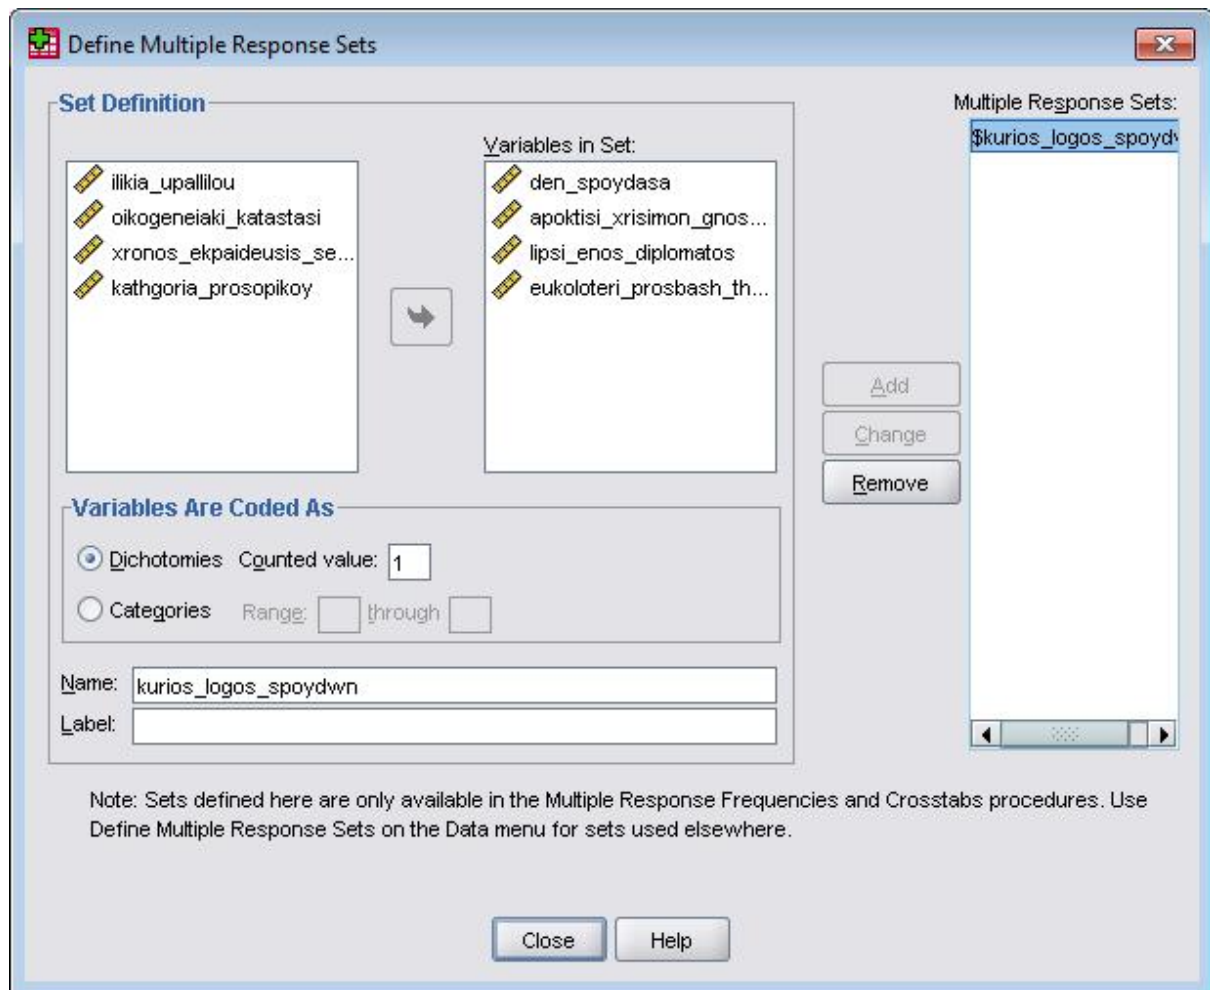 Define Multiple Response Sets
Set Definition
ilikia_upallilou
oikogeneiaki_katastasi
xronos_ekpaideusis_se...
kathgoria_prosopikoy
Variables in Set:
den_spoydasa
apoktisi_xrisimon_gnos...
lipsi_enos_diplomatos
eukoloteri_prosbash_th...
Variables Are Coded As
Dichotomies Counted value: 1
Categories Range: through
Name: kurios_logos_spoydwn
Label:
Multiple Response Sets:
$kurios_logos_spoydw
Add
Change
Remove
Note: Sets defined here are only available in the Multiple Response Frequencies and Crosstabs procedures. Use
Define Multiple Response Sets on the Data menu for sets used elsewhere.
Close Help